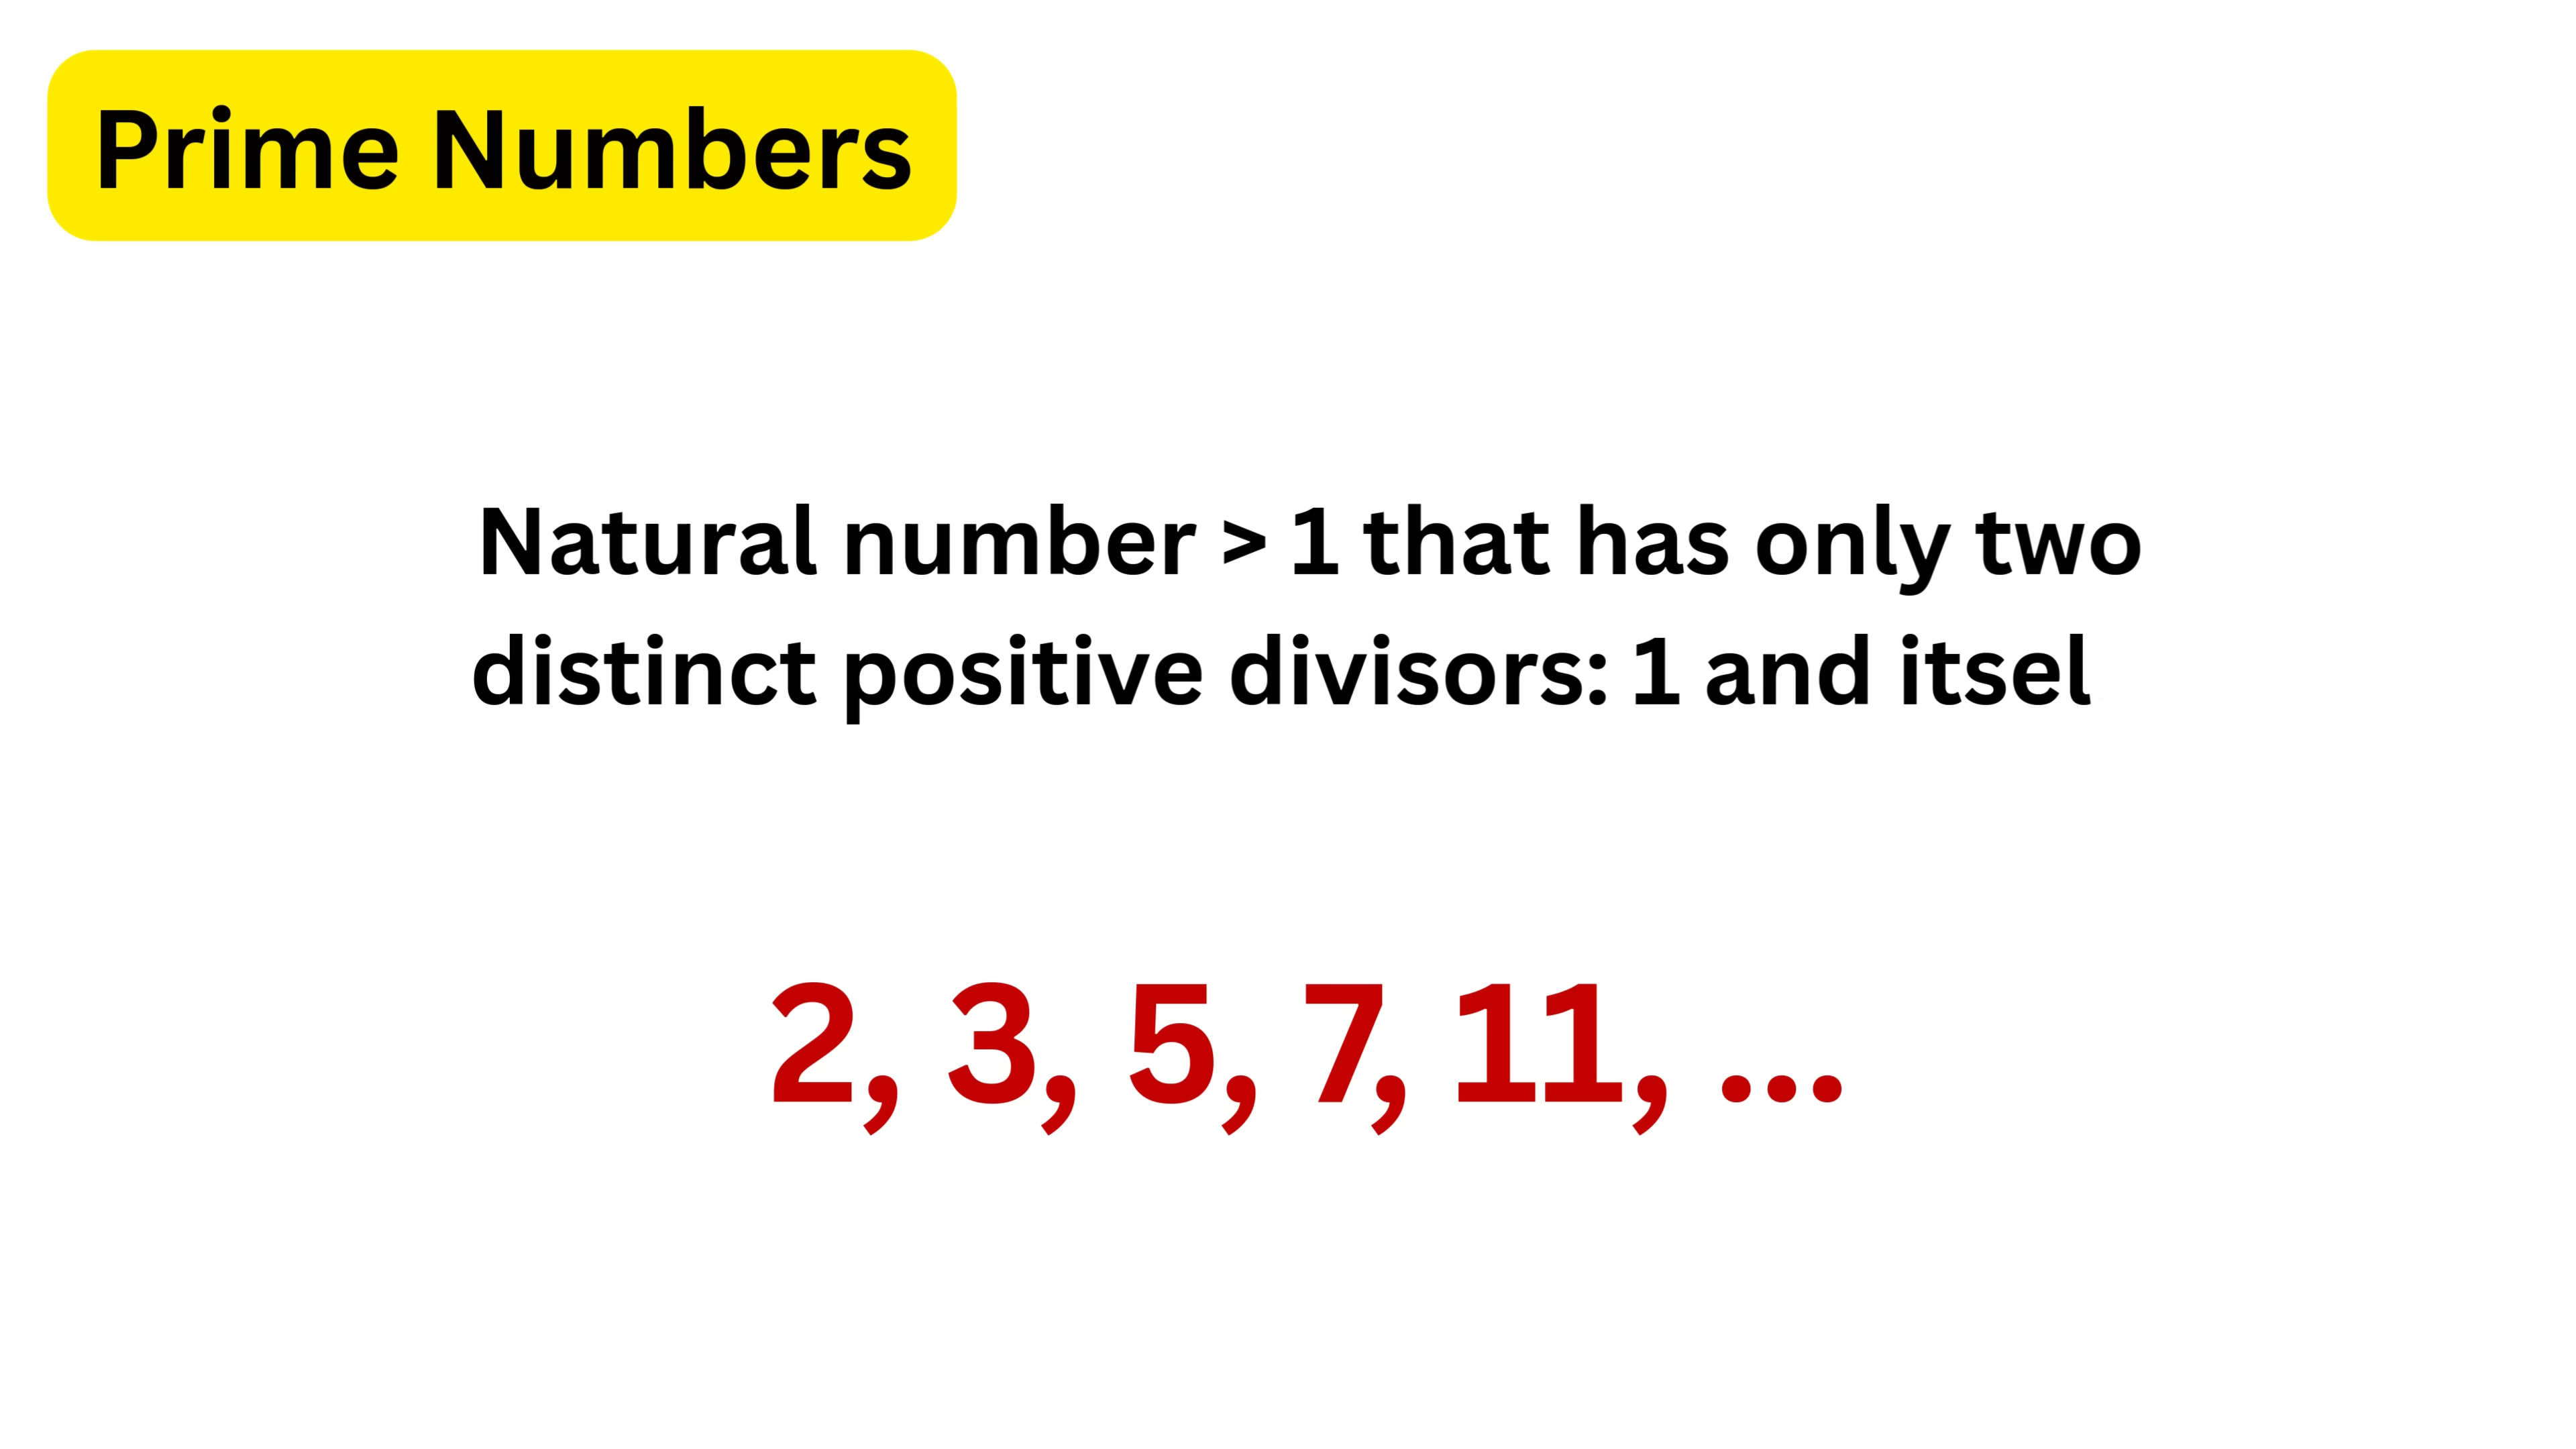 Prime Numbers
Natural number > 1 that has only two
distinct positive divisors: 1 and itsel
2, 3, 5, 7, 11, ...